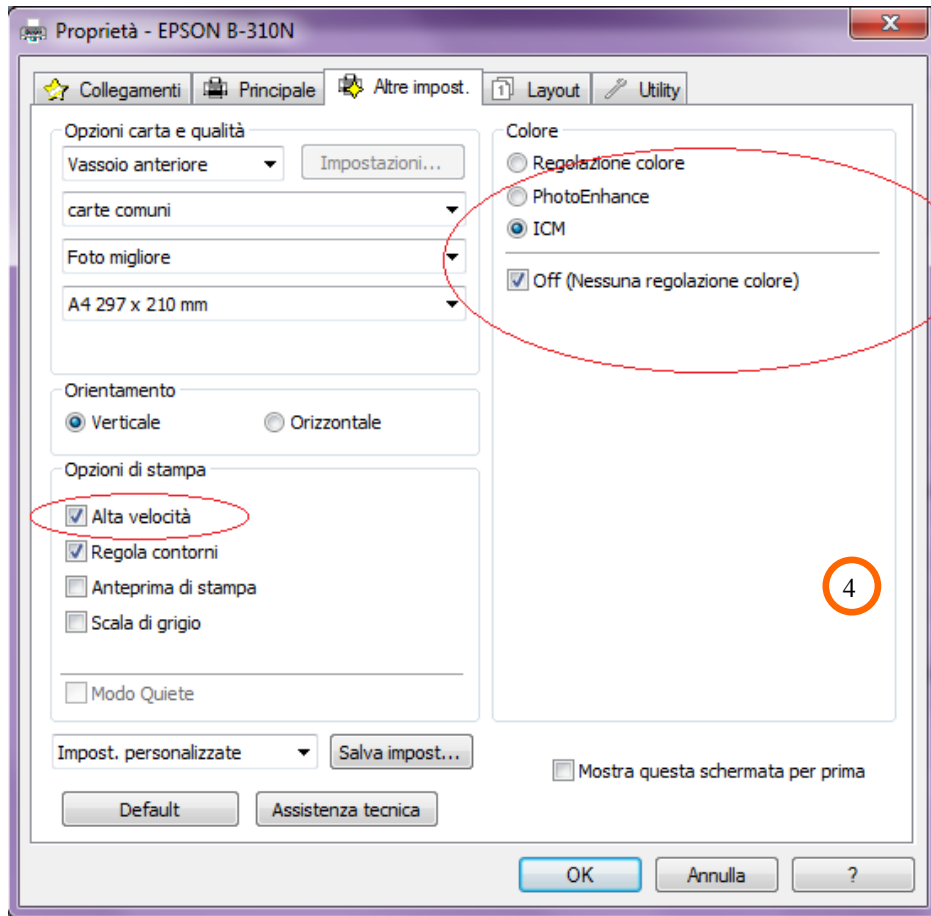 Proprietà - EPSON B-310N
Collegamenti
Principale
Altre impost.
1 Layout
Utility
Opzioni carta e qualità
Vassoio anteriore
Impostazioni...
carte comuni
Foto migliore
A4 297 x 210 mm
Orientamento
Verticale
Orizzontale
Opzioni di stampa
Alta velocità
Regola contorni
Anteprima di stampa
Scala di grigio
Modo Quiete
Colore
Regolazione colore
PhotoEnhance
ICM
Off (Nessuna regolazione colore)
4
Impost. personalizzate
Salva impost...
Mostra questa schermata per prima
Default
Assistenza tecnica
OK
Annulla
?